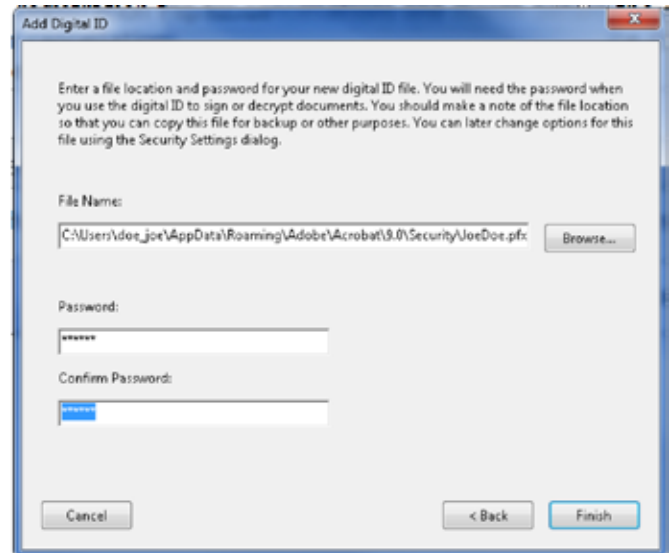 Add Digital ID
Enter a file location and password for your new digital ID file. You will need the password when
you use the digital ID to sign or decrypt documents. You should make a note of the file location
so that you can copy this file for backup or other purposes. You can later change options for this
file using the Security Settings dialog.
File Name:
C:\Users\doe_joe\AppData\Roaming\Adobe\Acrobat\9.0\Security\JoeDoe.pfx
Browse...
Password:
******
Confirm Password:
******
Cancel
< Back
Finish